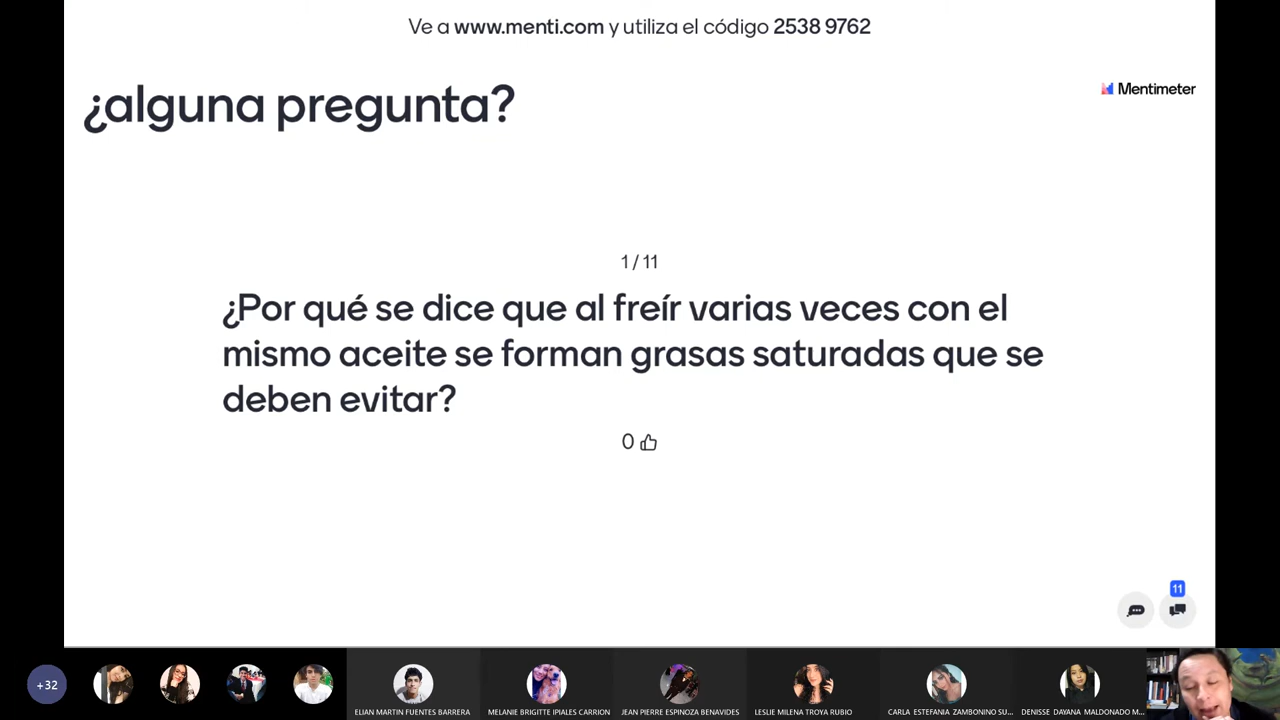 Ve a www.menti.com y utiliza el código 2538 9762
¿alguna pregunta?
Mentimeter
1 / 11
¿Por qué se dice que al freír varias veces con el
mismo aceite se forman grasas saturadas que se
deben evitar?
0
11
+32
ELIAN MARTIN FUENTES BARRERA
MELANIE BRIGITTE IPIALES CARRION
JEAN PIERRE ESPINOZA BENAVIDES
LESLIE MILENA TROYA RUBIO
CARLA ESTEFANIA ZAMBONINO SU...
DENISSE DAYANA MALDONADO M...